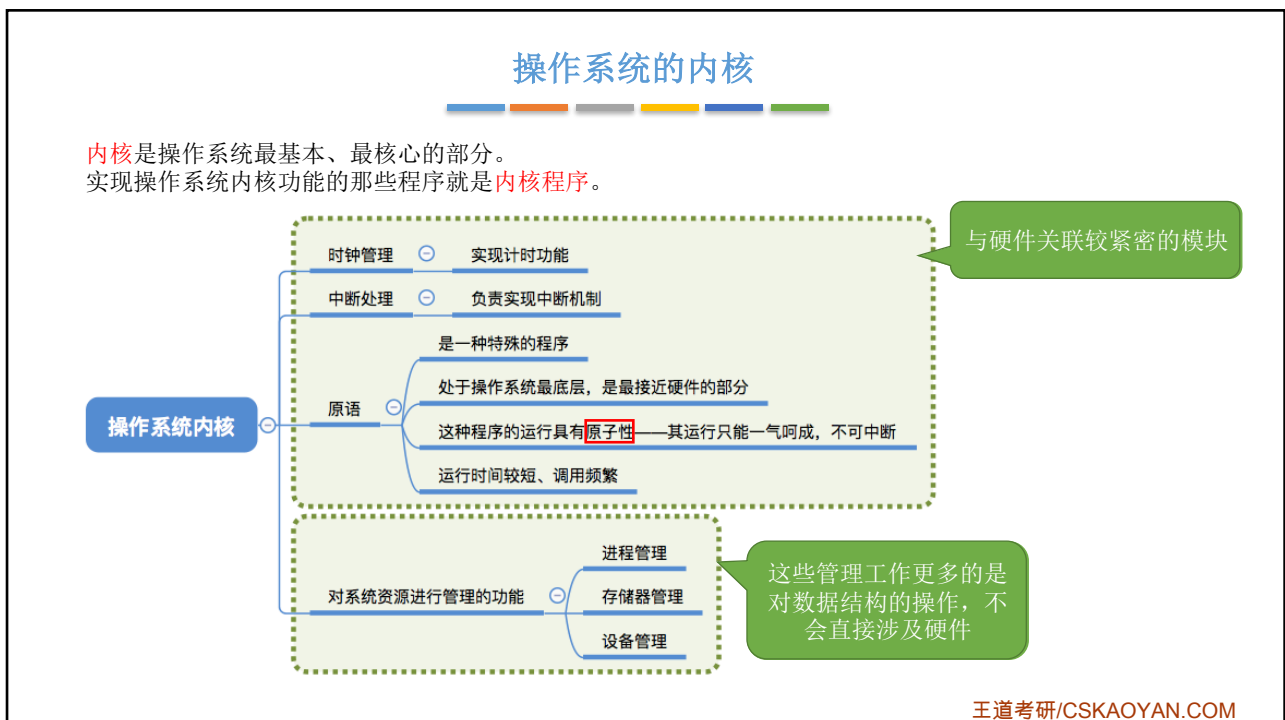 操作系统的内核
内核是操作系统最基本、最核心的部分。
实现操作系统内核功能的那些程序就是内核程序。
与硬件关联较紧密的模块
时钟管理
实现计时功能
中断处理
负责实现中断机制
是一种特殊的程序
处于操作系统最底层，是最接近硬件的部分
原语
这种程序的运行具有原子性——其运行只能一气呵成，不可中断
运行时间较短、调用频繁
操作系统内核
对系统资源进行管理的功能
进程管理
存储器管理
设备管理
这些管理工作更多的是
对数据结构的操作，不
会直接涉及硬件
王道考研/CSKAOYAN.COM